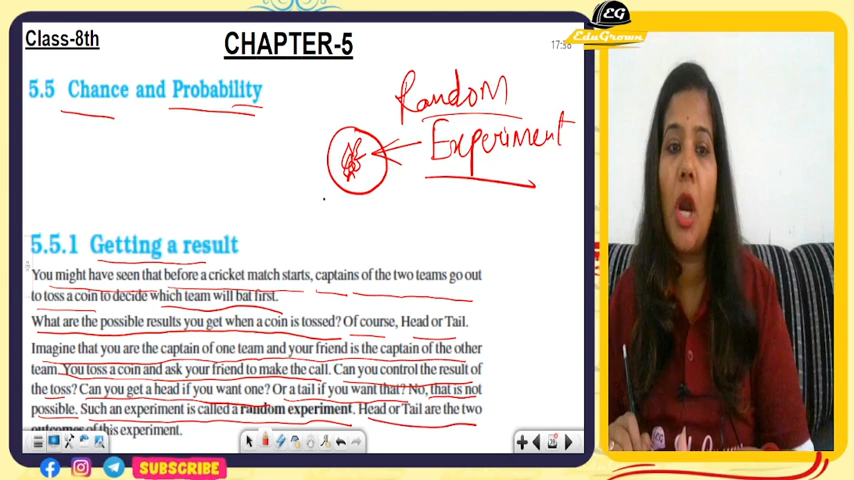 Class-8th
CHAPTER-5
17:38
EG
EduGrown
5.5 Chance and Probability
Random
Experiment
5.5.1 Getting a result
You might have seen that before a cricket match starts, captains of the two teams go out
to toss a coin to decide which team will bat first.
What are the possible results you get when a coin is tossed? Of course, Head or Tail.
Imagine that you are the captain of one team and your friend is the captain of the other
team. You toss a coin and ask your friend to make the call. Can you control the result of
the toss? Can you get a head if you want one? Or a tail if you want that? No, that is not
possible. Such an experiment is called a random experiment. Head or Tail are the two
outcomes of this experiment.
SUBSCRIBE